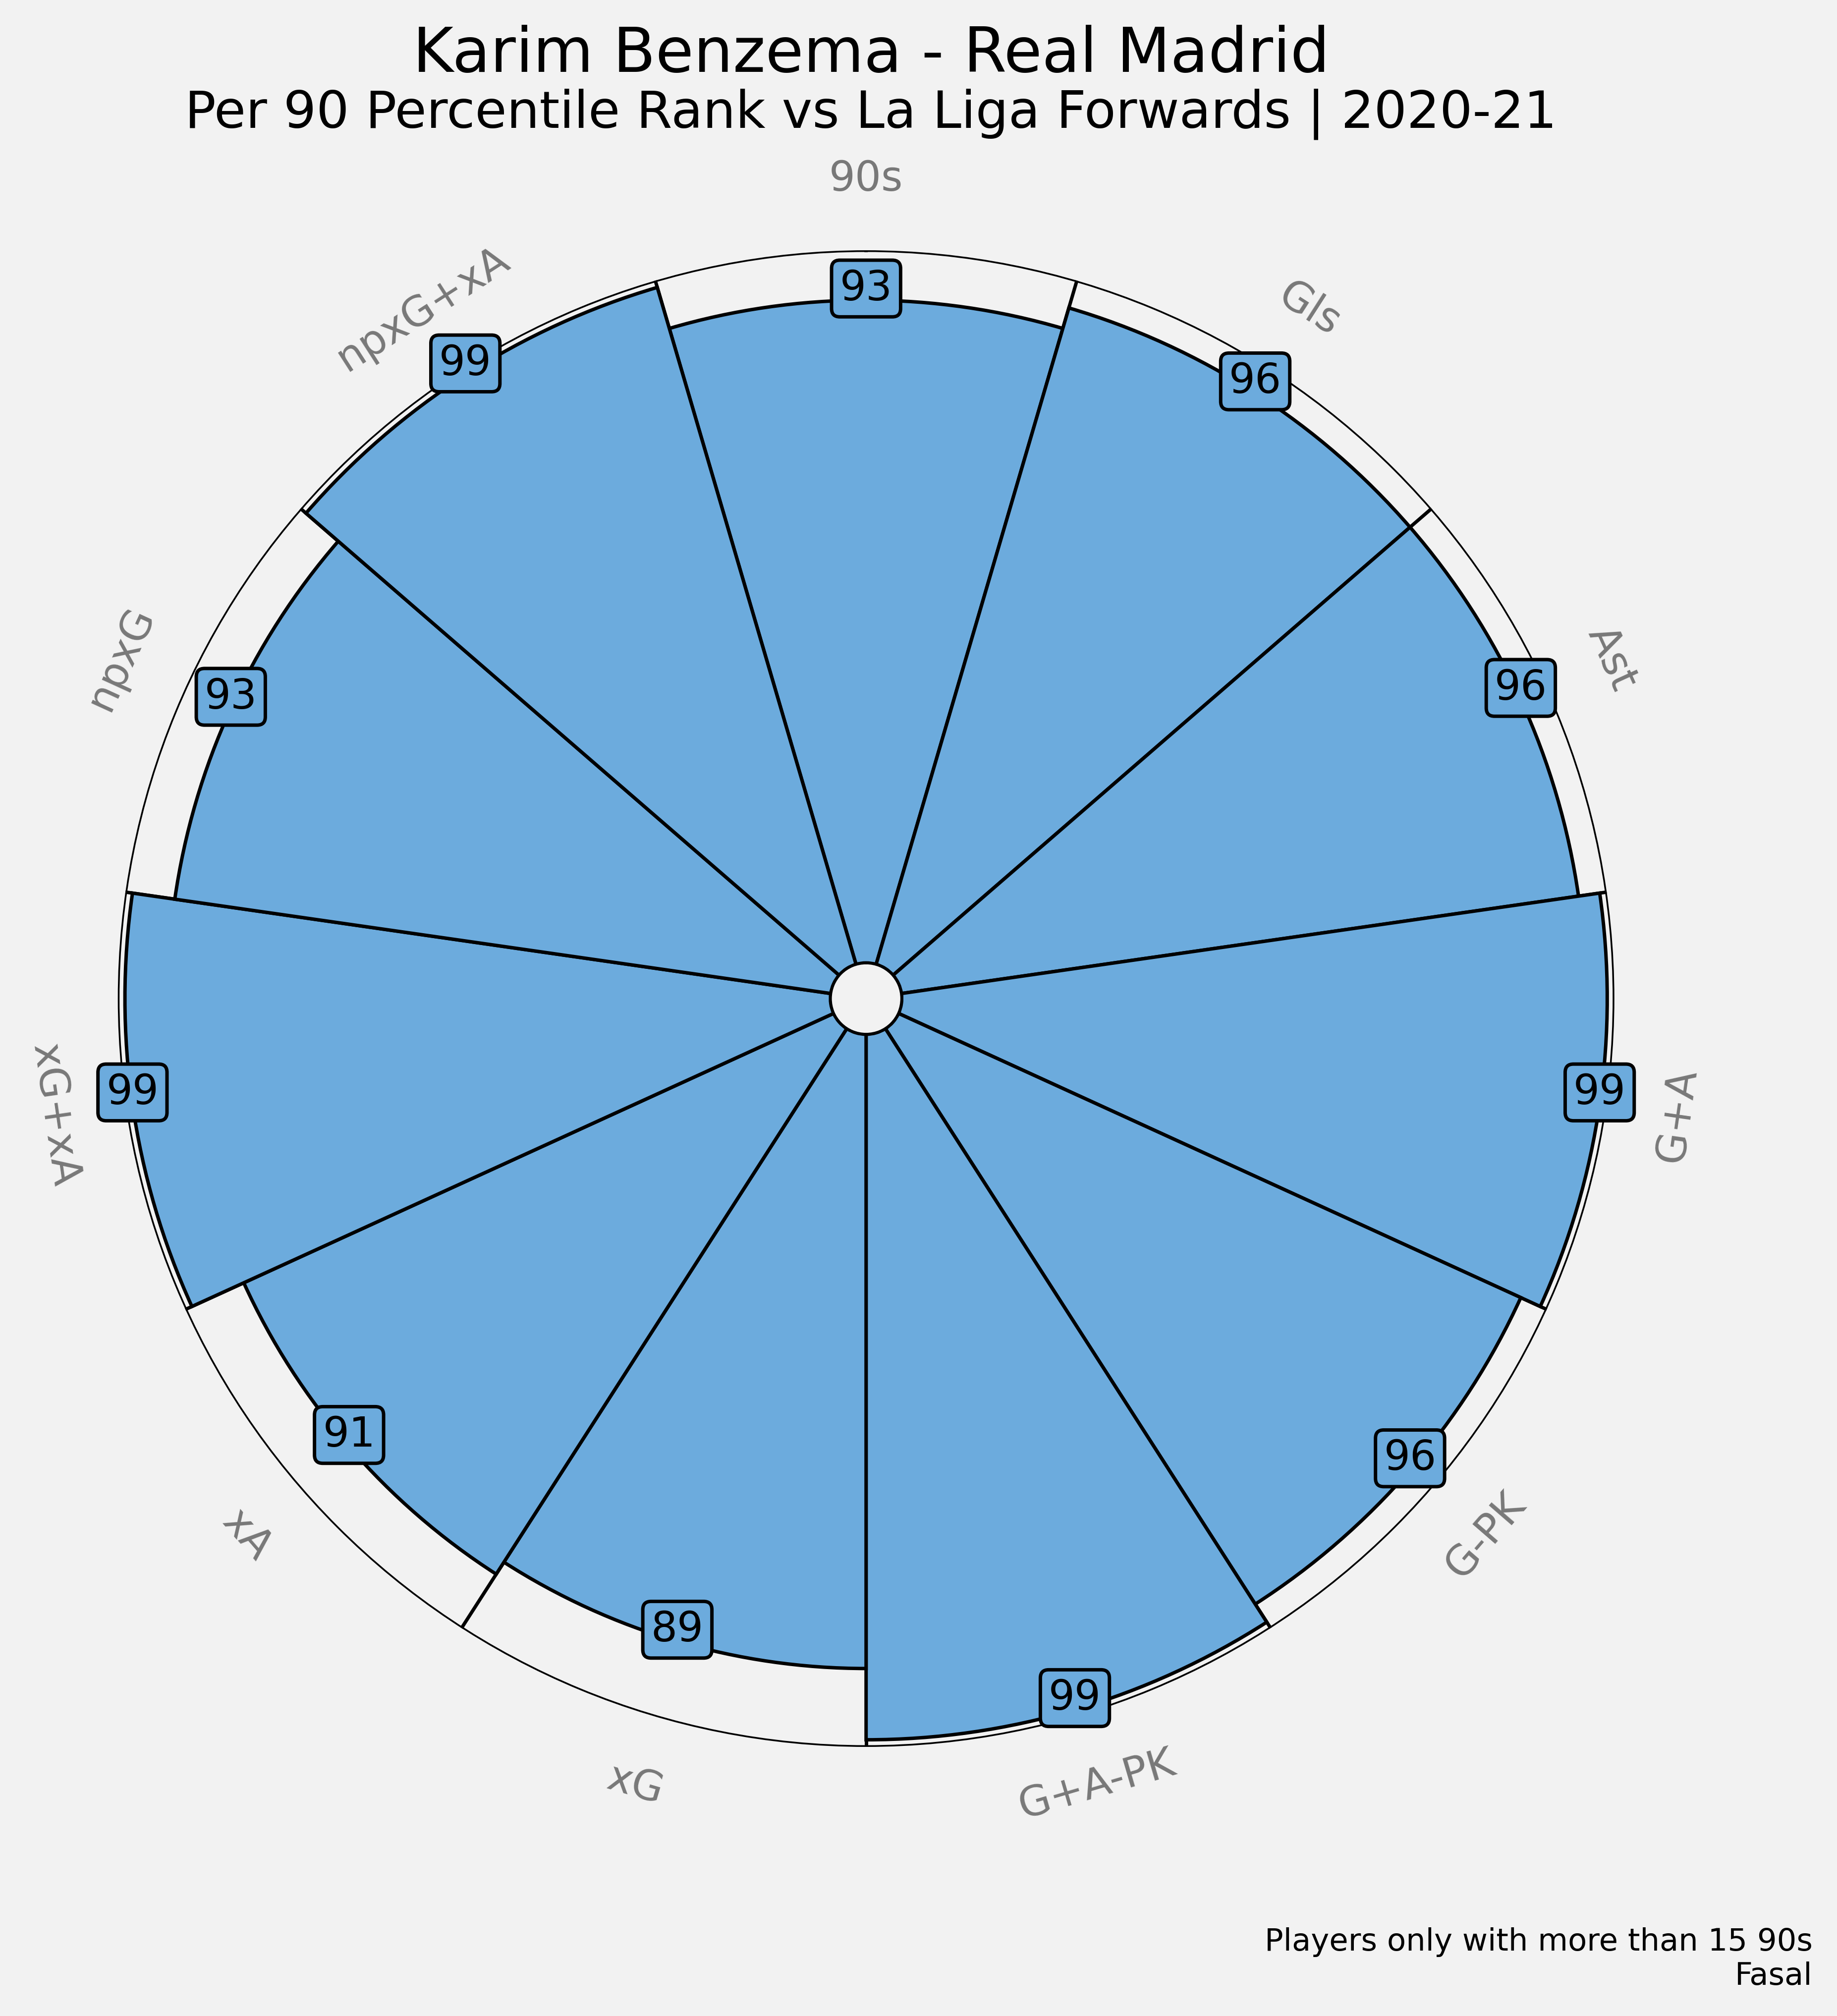 Karim Benzema - Real Madrid
Per 90 Percentile Rank vs La Liga Forwards | 2020-21
90s
93
Gls
96
Ast
96
G+A
99
G-PK
96
G+A-PK
99
xG
89
xA
91
xG+xA
99
npxG
93
npxG+xA
99
Players only with more than 15 90s
Fasal